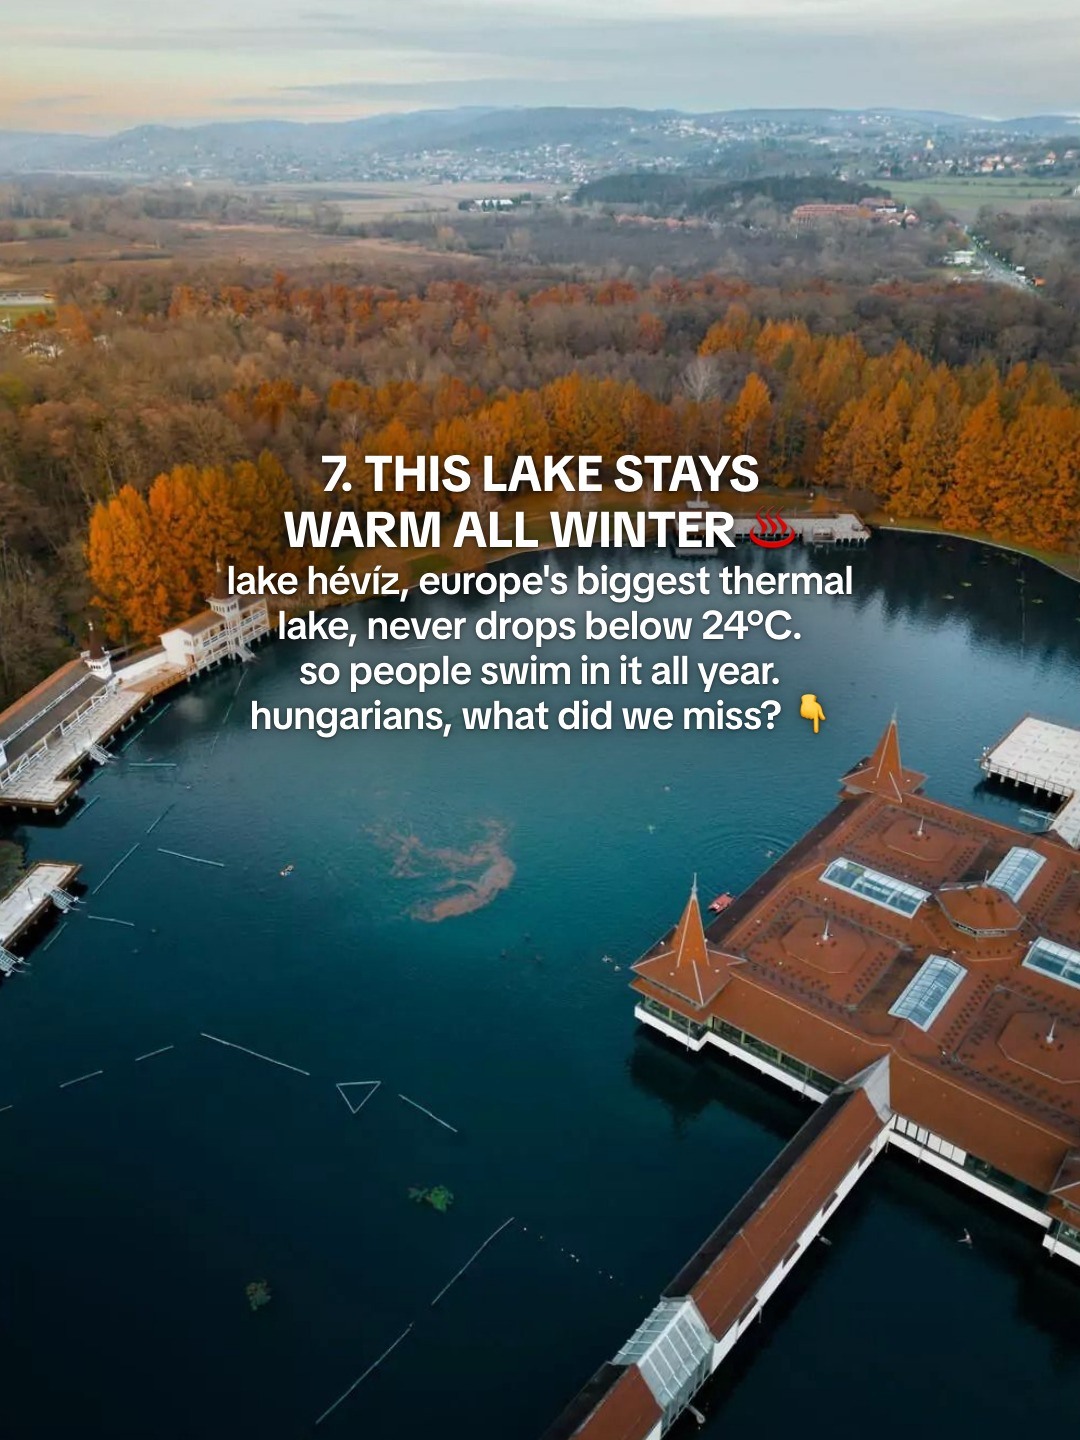 7. THIS LAKE STAYS
WARM ALL WINTER ♨️
lake hévíz, europe's biggest thermal
lake, never drops below 24°C.
so people swim in it all year.
hungarians, what did we miss? 👇